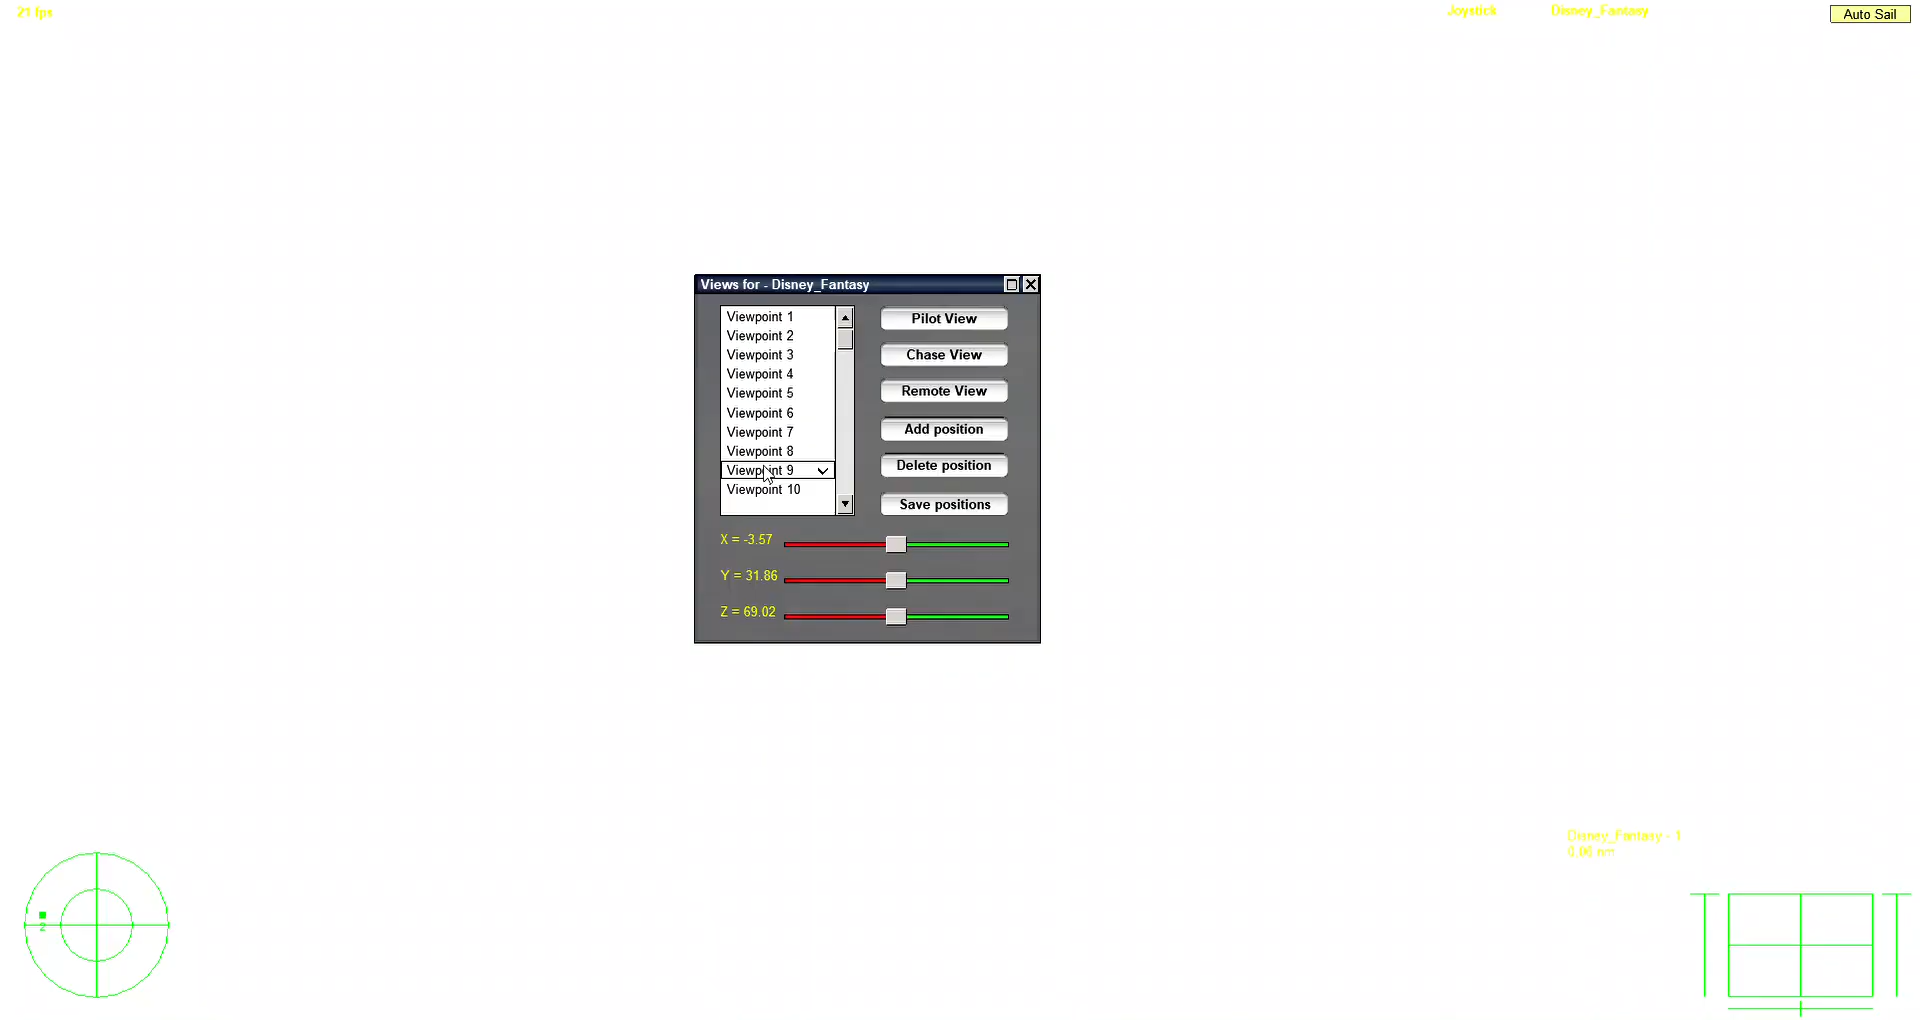 21 fps
Joystick
Disney_Fantasy
Auto Sail
Views for - Disney_Fantasy
Viewpoint 1
Viewpoint 2
Viewpoint 3
Viewpoint 4
Viewpoint 5
Viewpoint 6
Viewpoint 7
Viewpoint 8
Viewpoint 9
Viewpoint 10
Pilot View
Chase View
Remote View
Add position
Delete position
Save positions
X = -3.57
Y = 31.86
Z = 69.02
Disney_Fantasy - 1
0.00 nm